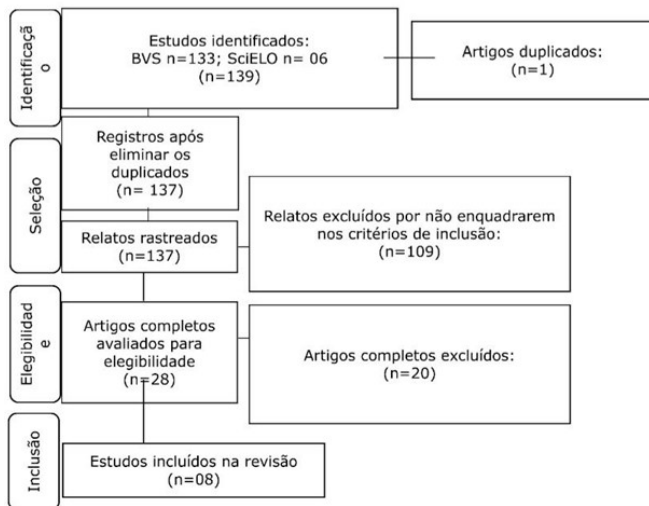 Identificaçã
o
Estudos identificados:
BVS n=133; SciELO n= 06
(n=139)
Artigos duplicados:
(n=1)
Seleção
Registros após
eliminar os
duplicados
(n= 137)
Relatos rastreados
(n=137)
Relatos excluídos por não enquadrarem
nos critérios de inclusão:
(n=109)
Elegibilidad
e
Artigos completos
avaliados para
elegibilidade
(n=28)
Artigos completos excluídos:
(n=20)
Inclusão
Estudos incluídos na revisão
(n=08)